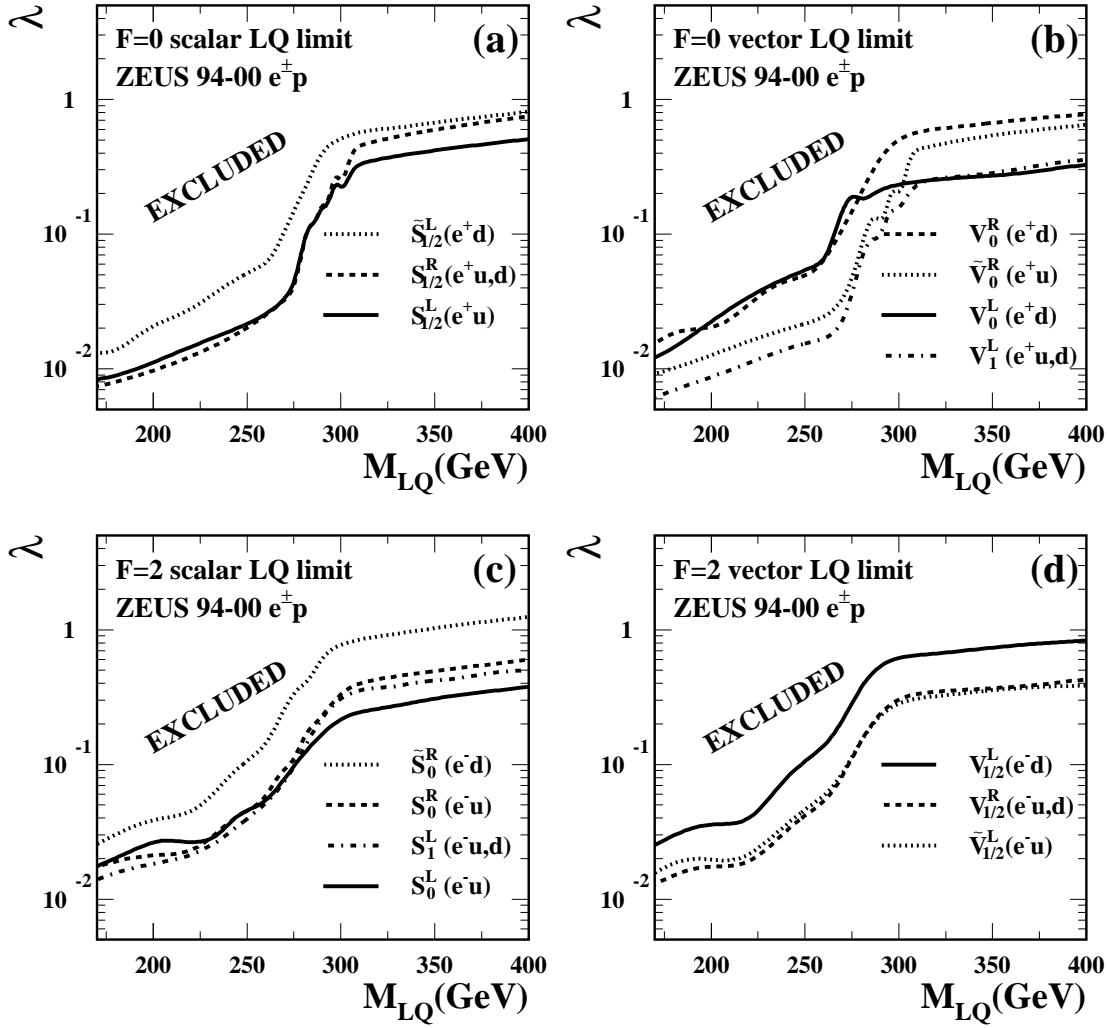 λ
F=0 scalar LQ limit (a)
ZEUS 94-00 e±p
1
EXCLUDED
10⁻¹
S̃ᴸ₁/₂(e⁺d)
Sᴿ₁/₂(e⁺u,d)
Sᴸ₁/₂(e⁺u)
10⁻²
200 250 300 350 400
M_LQ(GeV)
λ
F=0 vector LQ limit (b)
ZEUS 94-00 e±p
1
EXCLUDED
10⁻¹
Vᴿ₀ (e⁺d)
Ṽᴿ₀ (e⁺u)
Vᴸ₀ (e⁺d)
Vᴸ₁ (e⁺u,d)
10⁻²
200 250 300 350 400
M_LQ(GeV)
λ
F=2 scalar LQ limit (c)
ZEUS 94-00 e±p
1
EXCLUDED
10⁻¹
S̃ᴿ₀ (e⁻d)
Sᴿ₀ (e⁻u)
Sᴸ₁ (e⁻u,d)
Sᴸ₀ (e⁻u)
10⁻²
200 250 300 350 400
M_LQ(GeV)
λ
F=2 vector LQ limit (d)
ZEUS 94-00 e±p
1
EXCLUDED
10⁻¹
Vᴸ₁/₂(e⁻d)
Vᴿ₁/₂(e⁻u,d)
Ṽᴸ₁/₂(e⁻u)
10⁻²
200 250 300 350 400
M_LQ(GeV)